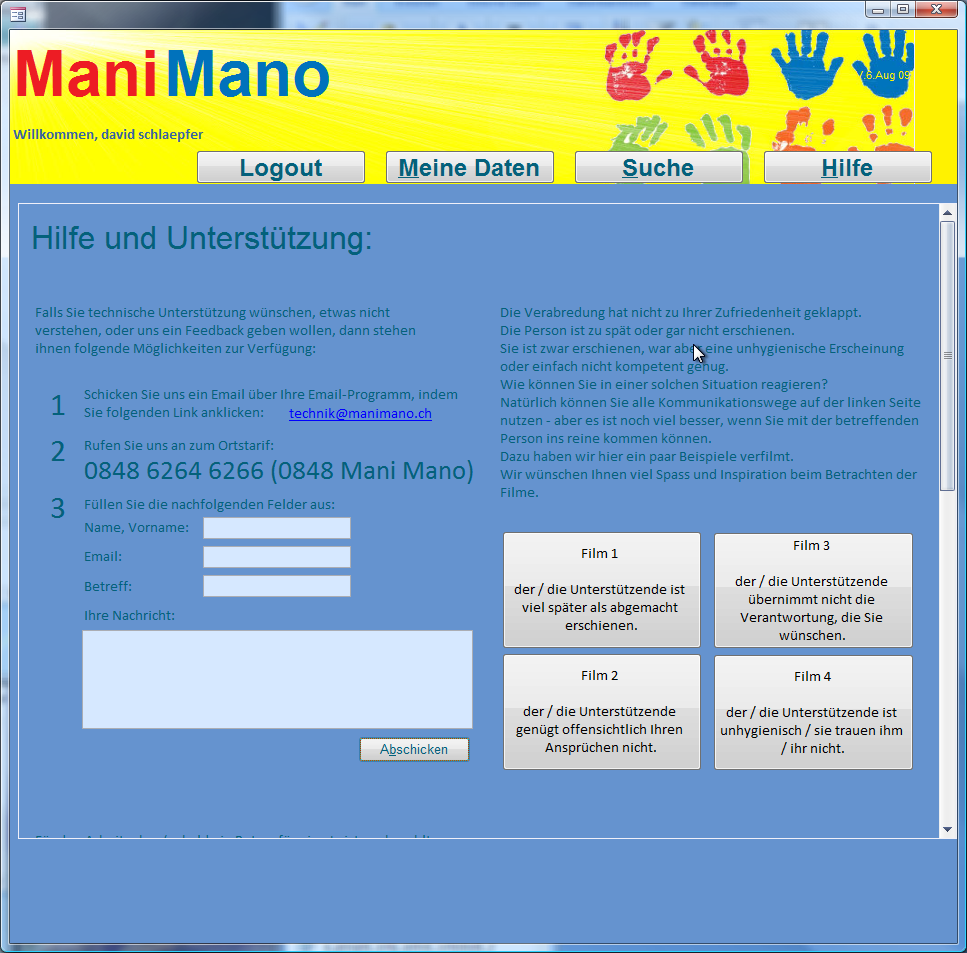 Mani Mano
V.6.Aug 09
Willkommen, david schlaepfer
Logout
Meine Daten
Suche
Hilfe
Hilfe und Unterstützung:
Falls Sie technische Unterstützung wünschen, etwas nicht
verstehen, oder uns ein Feedback geben wollen, dann stehen
ihnen folgende Möglichkeiten zur Verfügung:
1 Schicken Sie uns ein Email über Ihre Email-Programm, indem
Sie folgenden Link anklicken: technik@manimano.ch
2 Rufen Sie uns an zum Ortstarif:
0848 6264 6266 (0848 Mani Mano)
3 Füllen Sie die nachfolgenden Felder aus:
Name, Vorname:
Email:
Betreff:
Ihre Nachricht:
Abschicken
Die Verabredung hat nicht zu Ihrer Zufriedenheit geklappt.
Die Person ist zu spät oder gar nicht erschienen.
Sie ist zwar erschienen, war aber eine unhygienische Erscheinung
oder einfach nicht kompetent genug.
Wie können Sie in einer solchen Situation reagieren?
Natürlich können Sie alle Kommunikationswege auf der linken Seite
nutzen - aber es ist noch viel besser, wenn Sie mit der betreffenden
Person ins reine kommen können.
Dazu haben wir hier ein paar Beispiele verfilmt.
Wir wünschen Ihnen viel Spass und Inspiration beim Betrachten der
Filme.
Film 1
der / die Unterstützende ist
viel später als abgemacht
erschienen.
Film 3
der / die Unterstützende
übernimmt nicht die
Verantwortung, die Sie
wünschen.
Film 2
der / die Unterstützende
genügt offensichtlich Ihren
Ansprüchen nicht.
Film 4
der / die Unterstützende ist
unhygienisch / sie trauen ihm
/ ihr nicht.